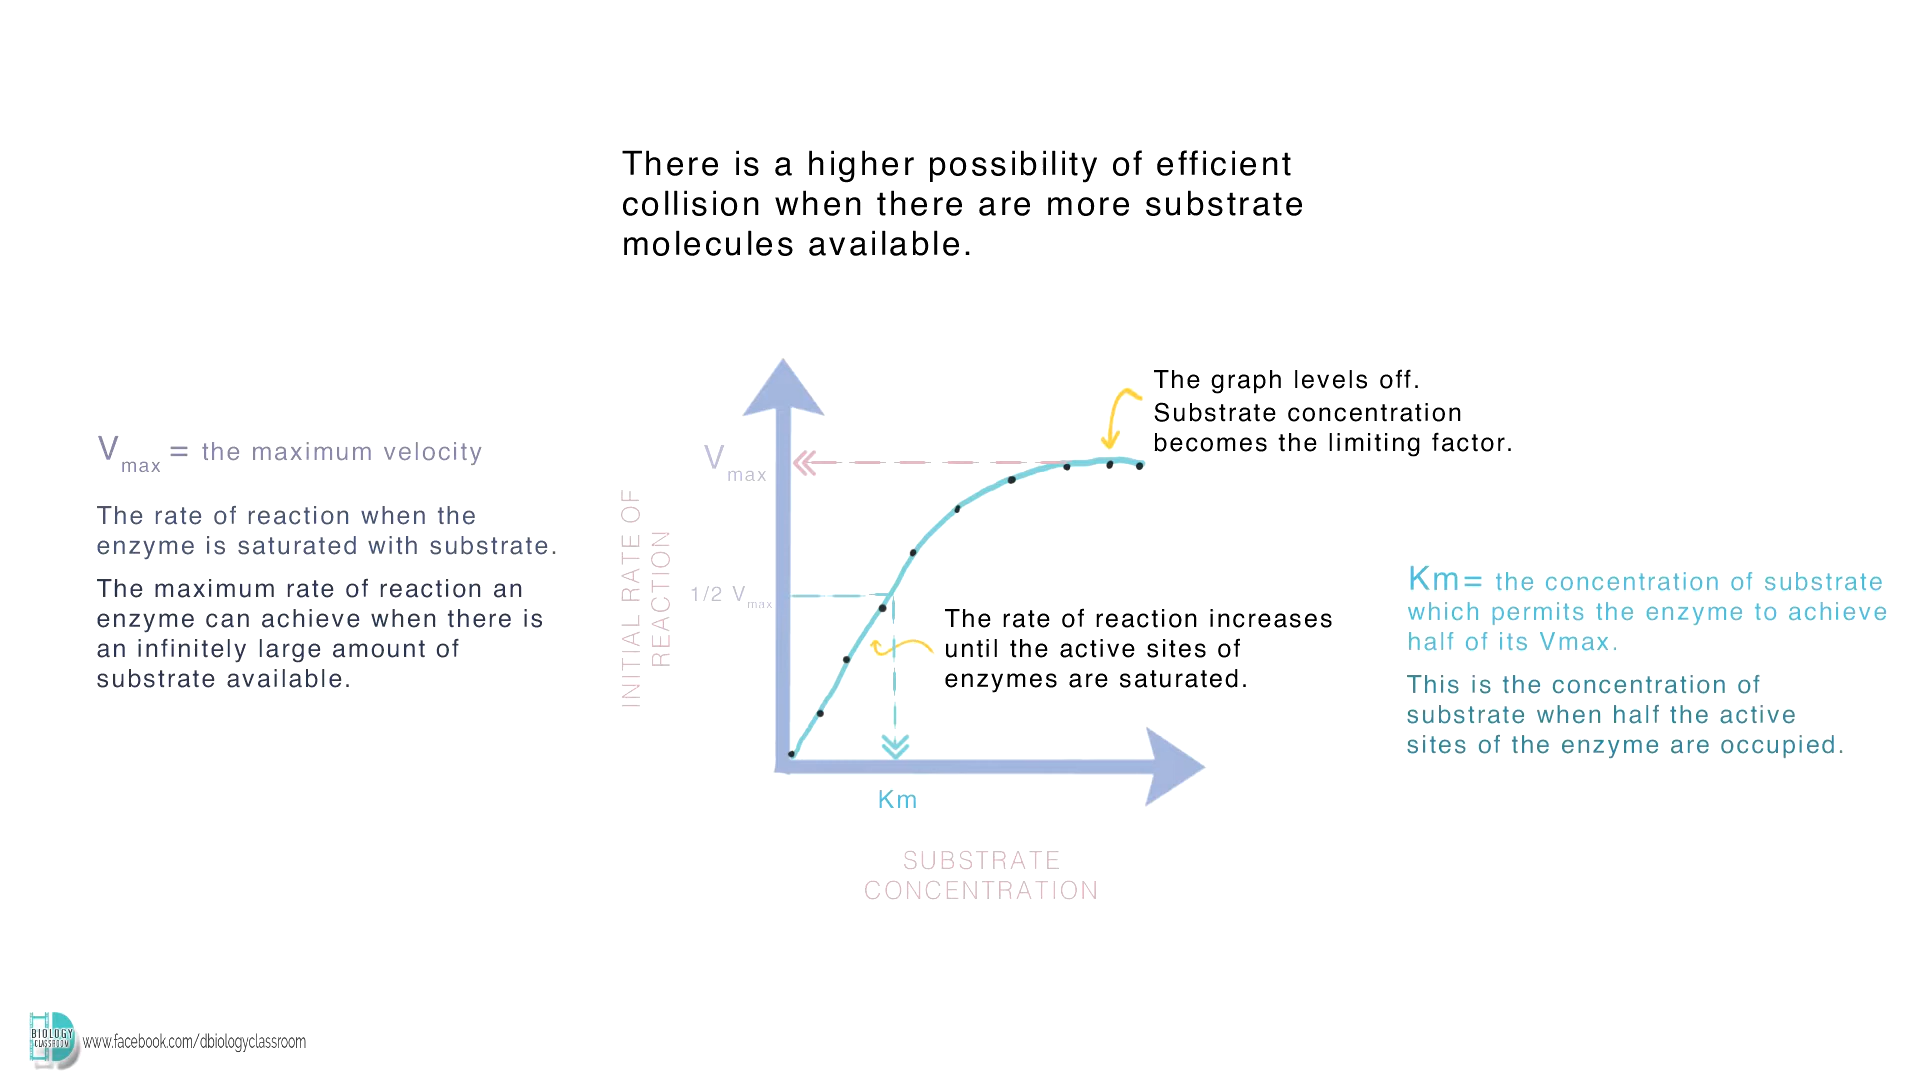 There is a higher possibility of efficient
collision when there are more substrate
molecules available.
The graph levels off.
Substrate concentration
becomes the limiting factor.
Vmax = the maximum velocity
The rate of reaction when the
enzyme is saturated with substrate.
The maximum rate of reaction an
enzyme can achieve when there is
an infinitely large amount of
substrate available.
INITIAL RATE OF
REACTION
Vmax
1/2 Vmax
The rate of reaction increases
until the active sites of
enzymes are saturated.
Km
SUBSTRATE
CONCENTRATION
Km= the concentration of substrate
which permits the enzyme to achieve
half of its Vmax.
This is the concentration of
substrate when half the active
sites of the enzyme are occupied.
BIOLOGY
CLASSROOM
www.facebook.com/dbiologyclassroom